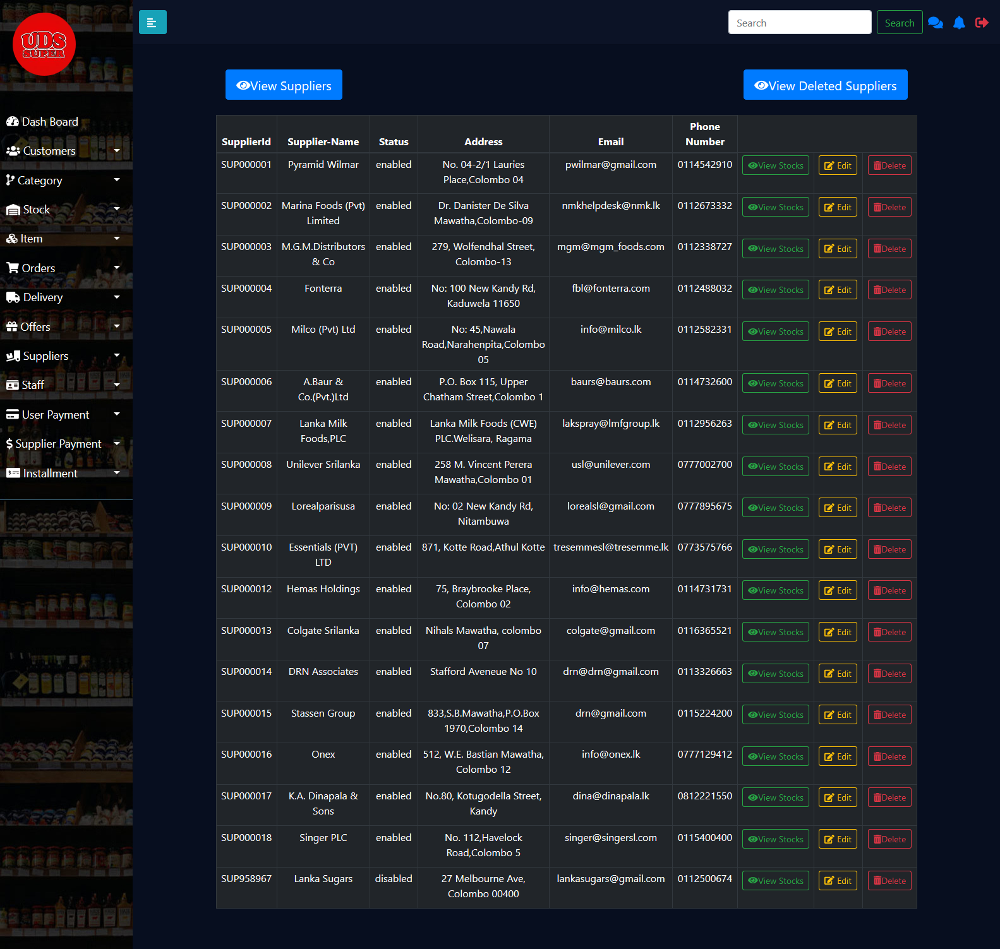 UDS
SUPER
Search
Search
View Suppliers
View Deleted Suppliers
Dash Board
Customers
Category
Stock
Item
Orders
Delivery
Offers
Suppliers
Staff
User Payment
Supplier Payment
Installment
SupplierId Supplier-Name Status Address Email Phone Number
SUP000001 Pyramid Wilmar enabled No. 04-2/1 Lauries Place,Colombo 04 pwilmar@gmail.com 0114542910 View Stocks Edit Delete
SUP000002 Marina Foods (Pvt) Limited enabled Dr. Danister De Silva Mawatha,Colombo-09 nmkhelpdesk@nmk.lk 0112673332 View Stocks Edit Delete
SUP000003 M.G.M.Distributors & Co enabled 279, Wolfendhal Street, Colombo-13 mgm@mgm_foods.com 0112338727 View Stocks Edit Delete
SUP000004 Fonterra enabled No: 100 New Kandy Rd, Kaduwela 11650 fbl@fonterra.com 0112488032 View Stocks Edit Delete
SUP000005 Milco (Pvt) Ltd enabled No: 45,Nawala Road,Narahenpita,Colombo 05 info@milco.lk 0112582331 View Stocks Edit Delete
SUP000006 A.Baur & Co.(Pvt.)Ltd enabled P.O. Box 115, Upper Chatham Street,Colombo 1 baurs@baurs.com 0114732600 View Stocks Edit Delete
SUP000007 Lanka Milk Foods,PLC enabled Lanka Milk Foods (CWE) PLC.Welisara, Ragama lakspray@lmfgroup.lk 0112956263 View Stocks Edit Delete
SUP000008 Unilever Srilanka enabled 258 M. Vincent Perera Mawatha,Colombo 01 usl@unilever.com 0777002700 View Stocks Edit Delete
SUP000009 Lorealparisusa enabled No: 02 New Kandy Rd, Nitambuwa lorealsl@gmail.com 0777895675 View Stocks Edit Delete
SUP000010 Essentials (PVT) LTD enabled 871, Kotte Road,Athul Kotte tresemmesl@tresemme.lk 0773575766 View Stocks Edit Delete
SUP000012 Hemas Holdings enabled 75, Braybrooke Place, Colombo 02 info@hemas.com 0114731731 View Stocks Edit Delete
SUP000013 Colgate Srilanka enabled Nihals Mawatha, colombo 07 colgate@gmail.com 0116365521 View Stocks Edit Delete
SUP000014 DRN Associates enabled Stafford Aveneue No 10 drn@drn@gmail.com 0113326663 View Stocks Edit Delete
SUP000015 Stassen Group enabled 833,S.B.Mawatha,P.O.Box 1970,Colombo 14 drn@gmail.com 0115224200 View Stocks Edit Delete
SUP000016 Onex enabled 512, W.E. Bastian Mawatha, Colombo 12 info@onex.lk 0777129412 View Stocks Edit Delete
SUP000017 K.A. Dinapala & Sons enabled No.80, Kotugodella Street, Kandy dina@dinapala.lk 0812221550 View Stocks Edit Delete
SUP000018 Singer PLC enabled No. 112,Havelock Road,Colombo 5 singer@singersl.com 0115400400 View Stocks Edit Delete
SUP958967 Lanka Sugars disabled 27 Melbourne Ave, Colombo 00400 lankasugars@gmail.com 0112500674 View Stocks Edit Delete